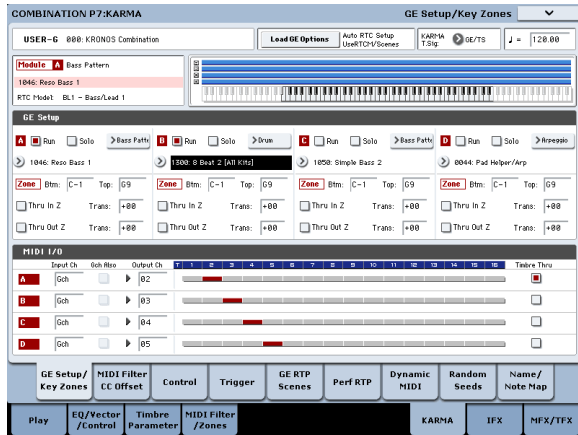 COMBINATION P7:KARMA GE Setup/Key Zones
USER-G 000: KRONOS Combination Load GE Options Auto RTC Setup UseRTCM/Scenes KARMA T.Sig: GE/TS ♩= 120.00
Module A Bass Pattern
1046: Reso Bass 1
RTC Model: BL1 - Bass/Lead 1
A
B
C
D
GE Setup
A Run Solo Bass Patte B Run Solo Drum C Run Solo Bass Patte D Run Solo Arpeggio
1046: Reso Bass 1 1300: 8 Beat 2 [All Kits] 1050: Simple Bass 2 0044: Pad Helper/Arp
Zone Btm: C-1 Top: G9 Zone Btm: C-1 Top: G9 Zone Btm: C-1 Top: G9 Zone Btm: C-1 Top: G9
Thru In Z Trans: +00 Thru In Z Trans: +00 Thru In Z Trans: +00 Thru In Z Trans: +00
Thru Out Z Trans: +00 Thru Out Z Trans: +00 Thru Out Z Trans: +00 Thru Out Z Trans: +00
MIDI I/O
Input Ch Gch Also Output Ch T 1 2 3 4 5 6 7 8 9 10 11 12 13 14 15 16 Timbre Thru
A Gch 02
B Gch 03
C Gch 04
D Gch 05
GE Setup/ Key Zones MIDI Filter CC Offset Control Trigger GE RTP Scenes Perf RTP Dynamic MIDI Random Seeds Name/ Note Map
Play EQ/Vector /Control Timbre Parameter MIDI Filter /Zones KARMA IFX MFX/TFX